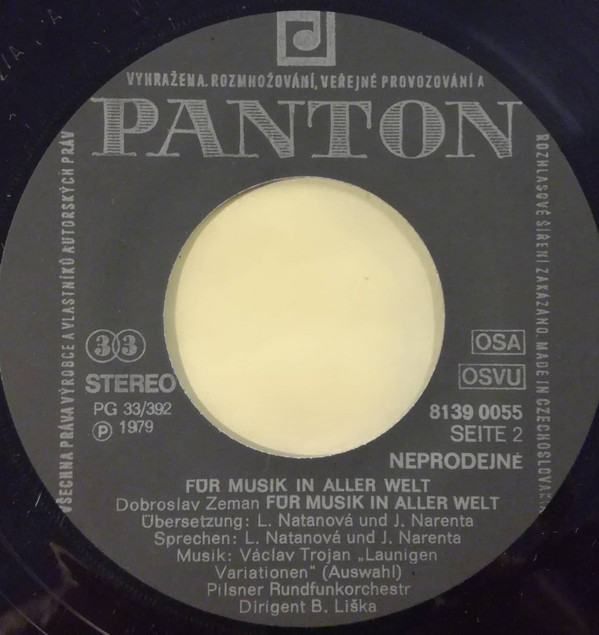 VYHRAŽENA. ROZMNOŽOVÁNÍ, VEŘEJNÉ PROVOZOVÁNÍ A
PANTON
VŠECHNA PRÁVA VÝROBCE A VLASTNÍKŮ AUTORSKÝCH PRÁV
ROZHLASOVÉ ŠÍŘENÍ ZAKÁZÁNO. MADE IN CZECHOSLOVAKIA
33
STEREO
PG 33/392
Ⓟ 1979
OSA
OSVU
8139 0055
SEITE 2
NEPRODEJNÉ
FÜR MUSIK IN ALLER WELT
Dobroslav Zeman FÜR MUSIK IN ALLER WELT
Übersetzung: L. Natanová und J. Narenta
Sprechen: L. Natanová und J. Narenta
Musik: Václav Trojan „Launigen
Variationen“ (Auswahl)
Pilsner Rundfunkorchestr
Dirigent B. Liška